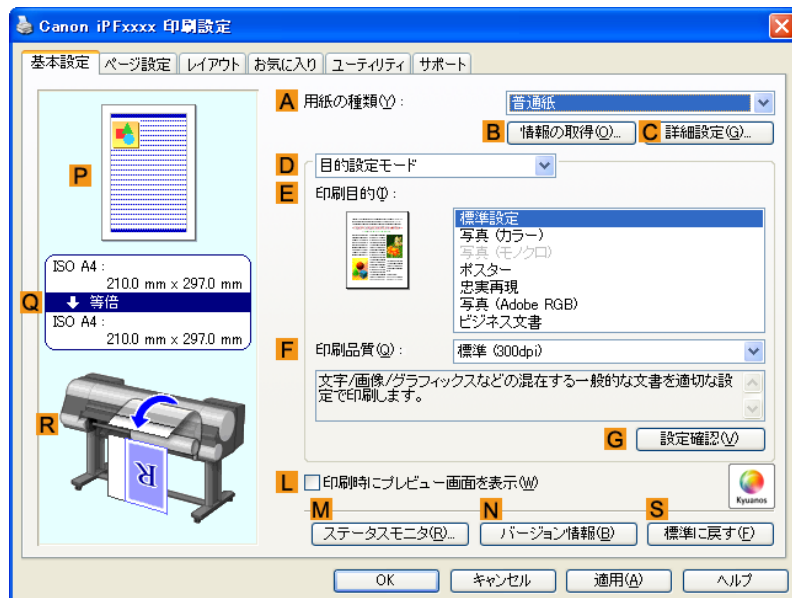 Canon iPFxxxx 印刷設定
基本設定 ページ設定 レイアウト お気に入り ユーティリティ サポート
A 用紙の種類(Y): 普通紙
B 情報の取得(O)... C 詳細設定(G)...
P
D 目的設定モード
E 印刷目的(I):
標準設定
写真 (カラー)
写真 (モノクロ)
ポスター
忠実再現
写真 (Adobe RGB)
ビジネス文書
ISO A4 :
210.0 mm x 297.0 mm
Q 等倍
ISO A4 :
210.0 mm x 297.0 mm
F 印刷品質(Q): 標準 (300dpi)
文字/画像/グラフィックスなどの混在する一般的な文書を適切な設
定で印刷します。
R
R
G 設定確認(V)
L 印刷時にプレビュー画面を表示(W)
Kyuanos
M N S
ステータスモニタ(R)... バージョン情報(B) 標準に戻す(F)
OK キャンセル 適用(A) ヘルプ